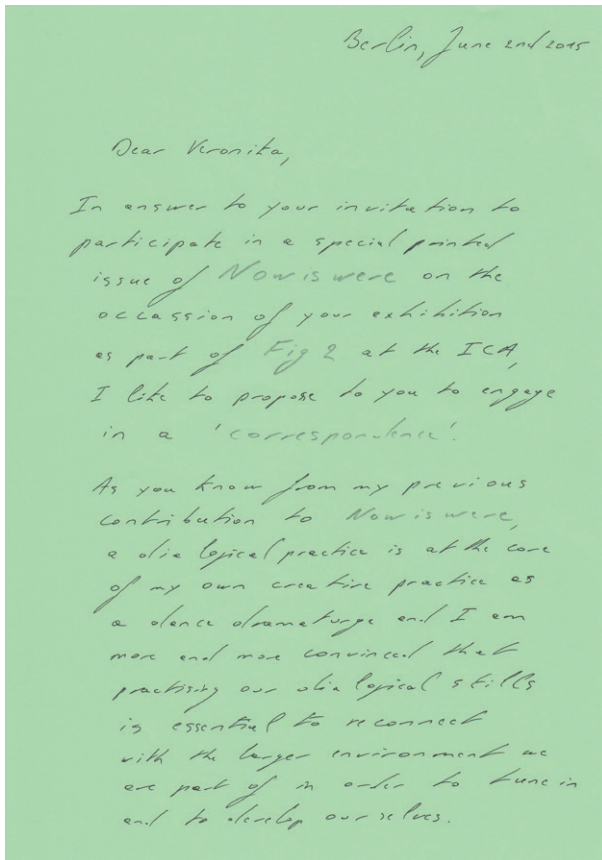 Berlin, June 2nd 2015
Dear Veronika,
In answer to your invitation to
participate in a special printed
issue of Now is were on the
occassion of your exhibition
as part of Fig 2 at the ICA,
I like to propose to you to engage
in a 'correspondence'.
As you know from my previous
contribution to Now is were,
a dialogical practice is at the core
of my own creative practice as
a dance dramaturge and I am
more and more convinced that
practising our dialogical skills
is essential to reconnect
with the larger environment we
are part of in order to tune in
and to develop ourselves.